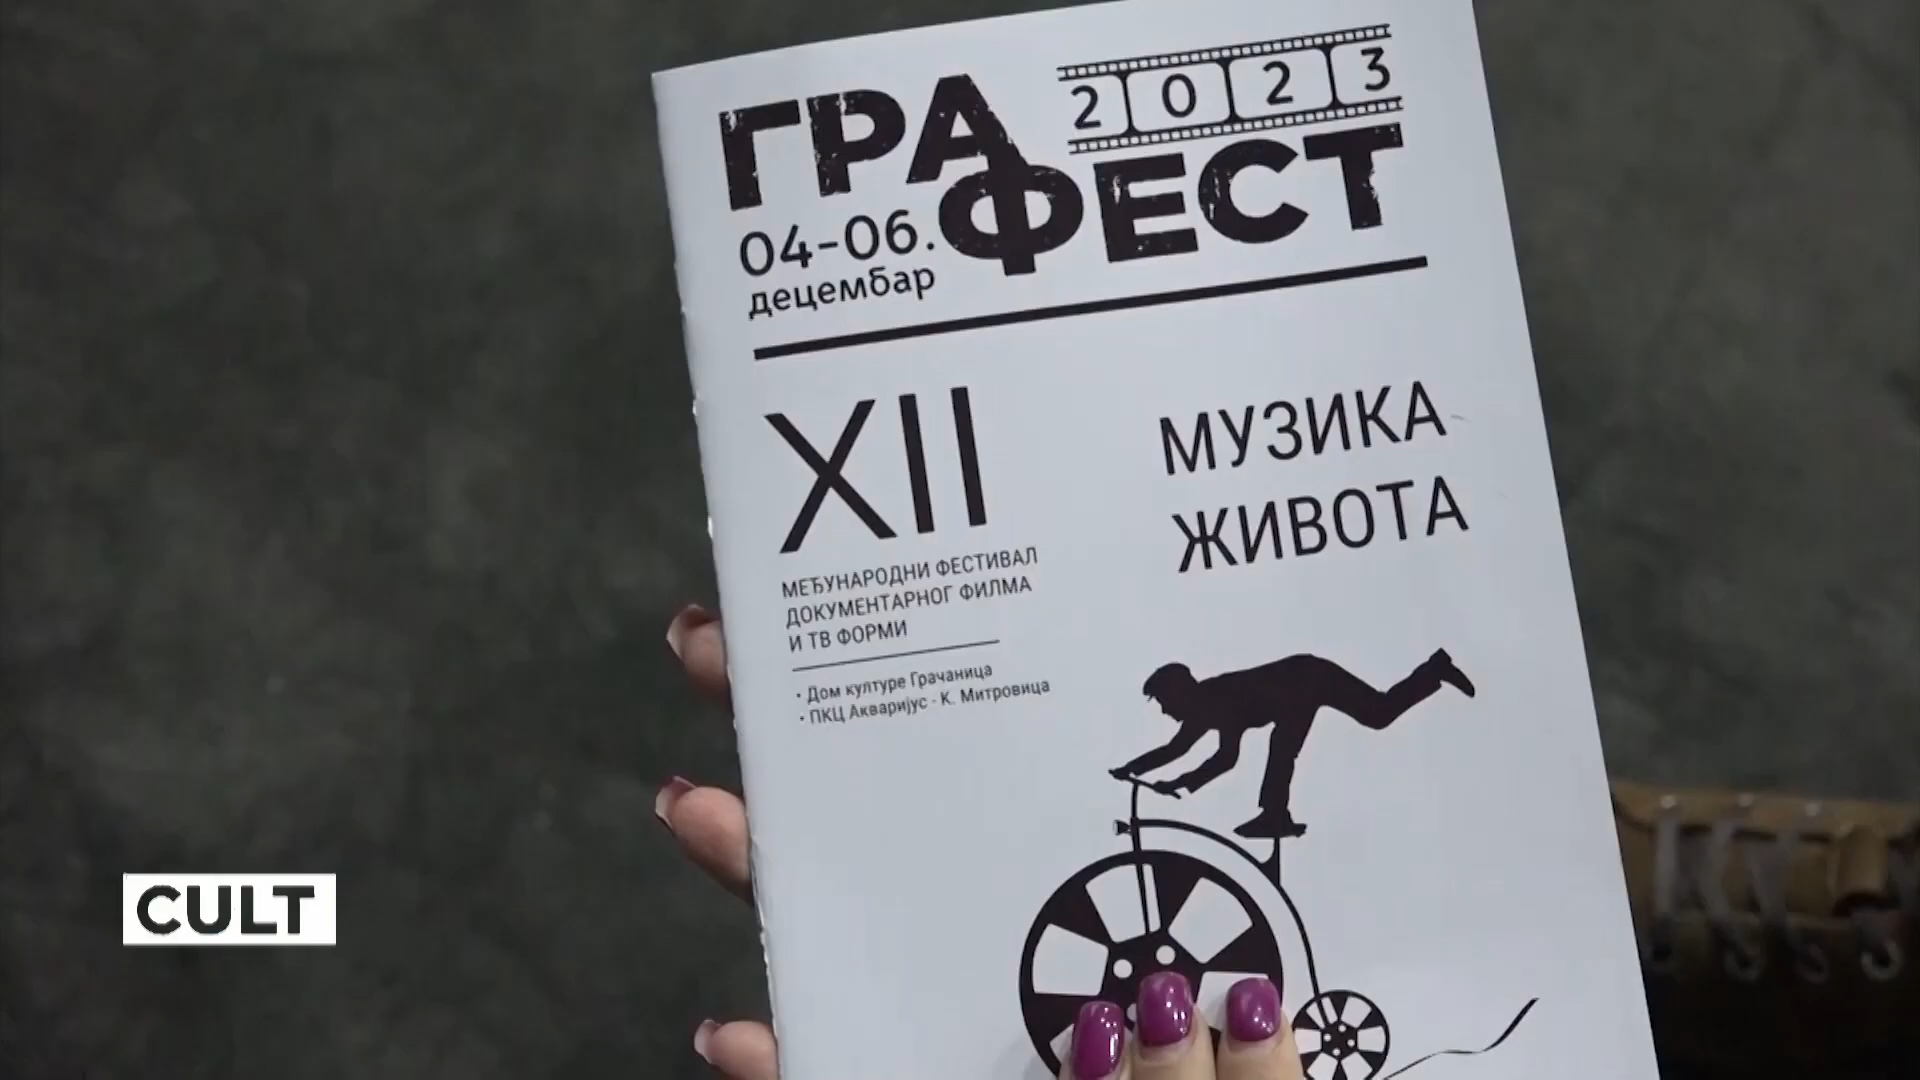 ГРА
2023
ФЕСТ
04-06.
децембар
XII
МЕЂУНАРОДНИ ФЕСТИВАЛ
ДОКУМЕНТАРНОГ ФИЛМА
И ТВ ФОРМИ
• Дом културе Грачаница
• ПКЦ Акваријус - К. Митровица
МУЗИКА
ЖИВОТА
CULT